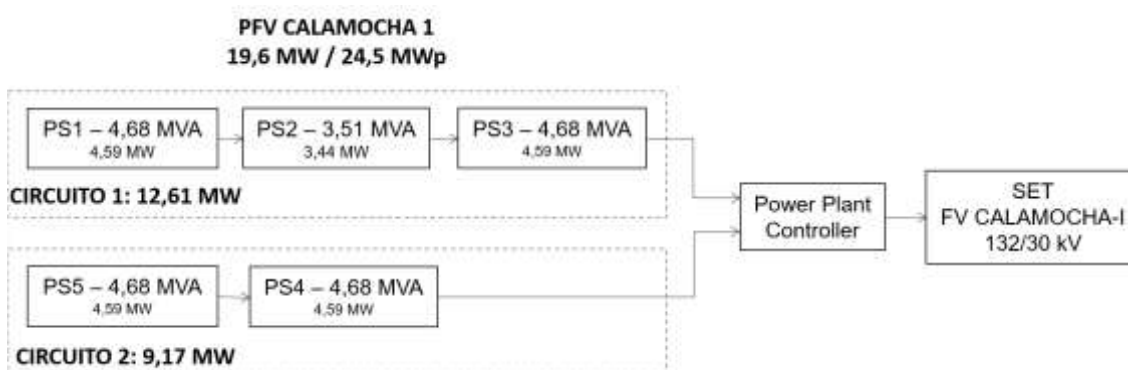 PFV CALAMOCHA 1
19,6 MW / 24,5 MWp
PS1 – 4,68 MVA
4,59 MW
PS2 – 3,51 MVA
3,44 MW
PS3 – 4,68 MVA
4,59 MW
CIRCUITO 1: 12,61 MW
Power Plant
Controller
SET
FV CALAMOCHA-I
132/30 kV
PS5 – 4,68 MVA
4,59 MW
PS4 – 4,68 MVA
4,59 MW
CIRCUITO 2: 9,17 MW